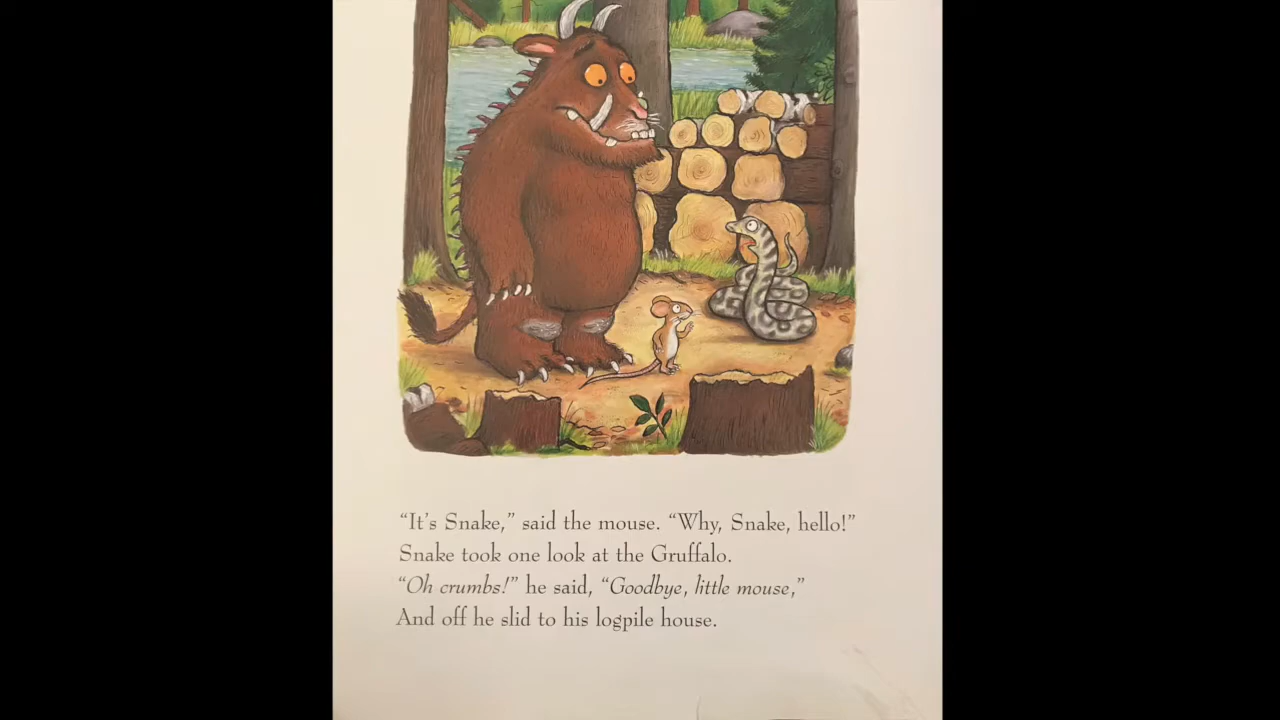 “It’s Snake,” said the mouse. “Why, Snake, hello!”
Snake took one look at the Gruffalo.
“Oh crumbs!” he said, “Goodbye, little mouse,”
And off he slid to his logpile house.